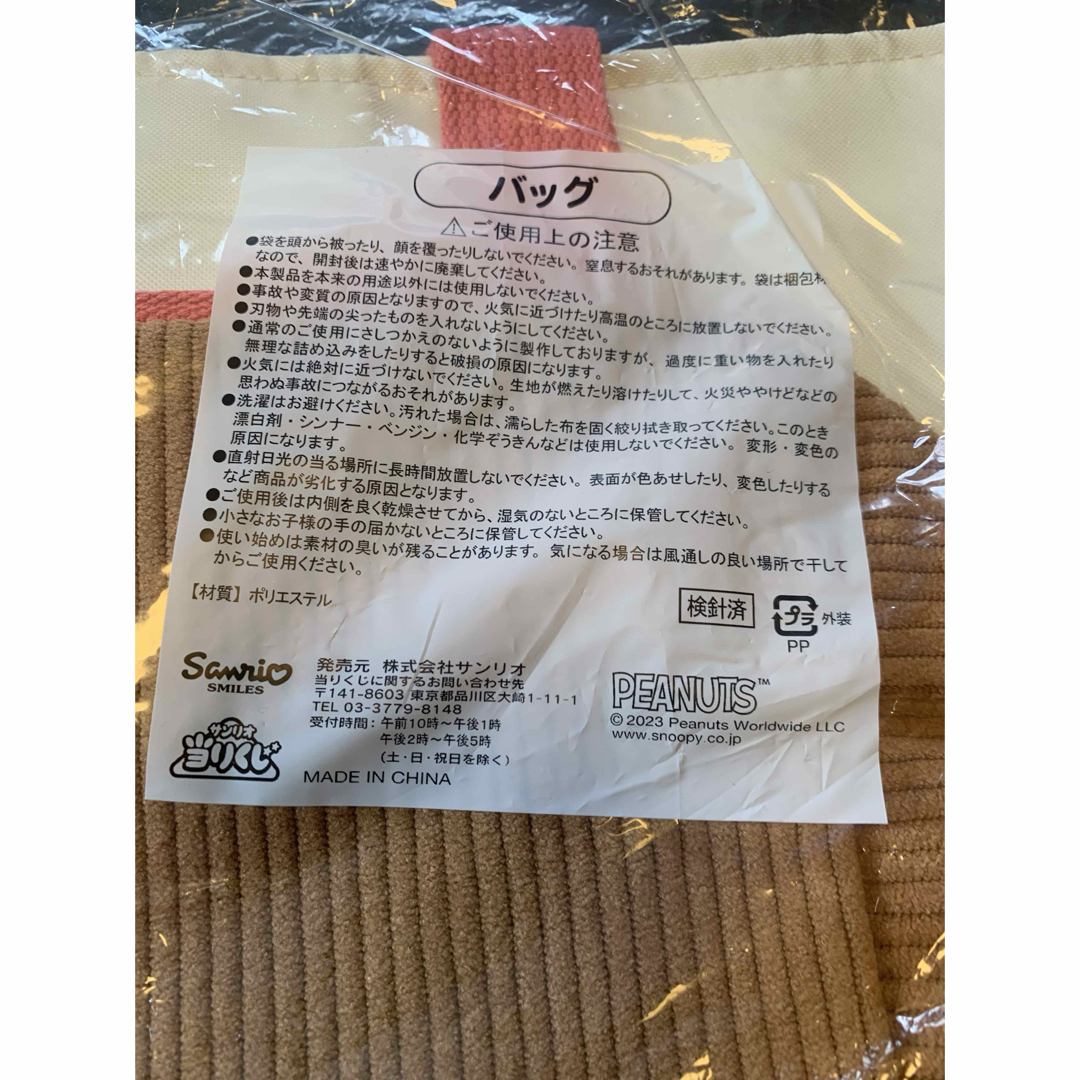 バッグ
⚠ご使用上の注意
●袋を頭から被ったり、顔を覆ったりしないでください。窒息するおそれがあります。袋は梱包材
なので、開封後は速やかに廃棄してください。
●本製品を本来の用途以外には使用しないでください。
●事故や変質の原因となりますので、火気に近づけたり高温のところに放置しないでください。
●刃物や先端の尖ったものを入れないようにしてください。
●通常のご使用にさしつかえのないように製作しておりますが、過度に重い物を入れたり
無理な詰め込みをしたりすると破損の原因になります。
●火気には絶対に近づけないでください。生地が燃えたり溶けたりして、火災ややけどなどの
思わぬ事故につながるおそれがあります。
●洗濯はお避けください。汚れた場合は、濡らした布を固く絞り拭き取ってください。このとき
漂白剤・シンナー・ベンジン・化学ぞうきんなどは使用しないでください。変形・変色の
原因になります。
●直射日光の当る場所に長時間放置しないでください。表面が色あせしたり、変色したりする
など商品が劣化する原因となります。
●ご使用後は内側を良く乾燥させてから、湿気のないところに保管してください。
●小さなお子様の手の届かないところに保管してください。
●使い始めは素材の臭いが残ることがあります。気になる場合は風通しの良い場所で干して
からご使用ください。
【材質】ポリエステル
検針済
プラ 外装
PP
Sanrio
SMILES
サンリオ
当りくじ
発売元 株式会社サンリオ
当りくじに関するお問い合わせ先
〒141-8603 東京都品川区大崎1-11-1
TEL 03-3779-8148
受付時間：午前10時～午後1時
午後2時～午後5時
（土・日・祝日を除く）
MADE IN CHINA
PEANUTS™
© 2023 Peanuts Worldwide LLC
www.snoopy.co.jp